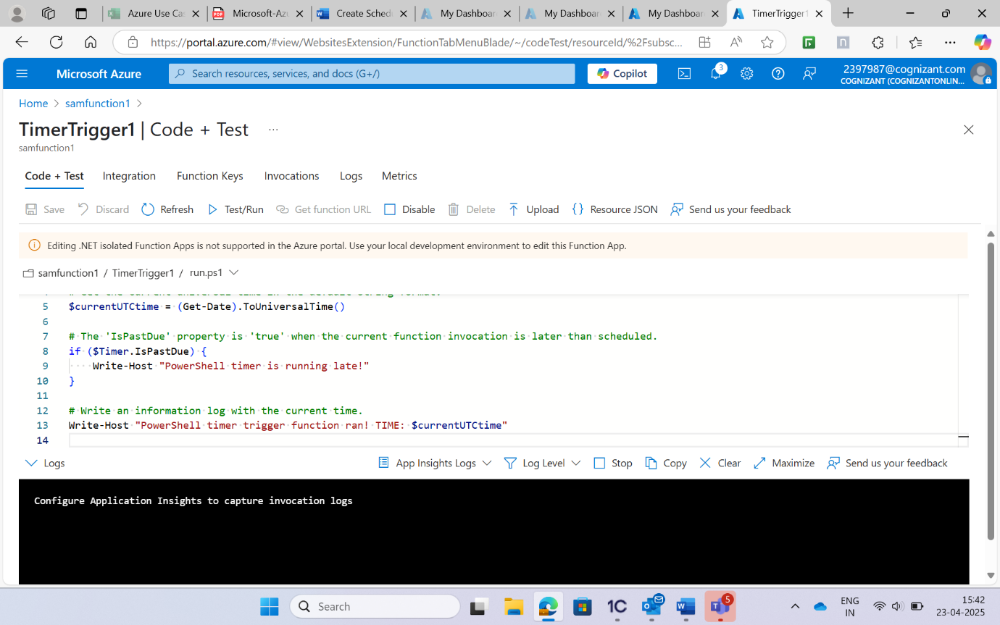 Azure Use Ca
Microsoft-Az
Create Sched
My Dashboar
My Dashboar
My Dashboar
TimerTrigger1
https://portal.azure.com/#view/WebsitesExtension/FunctionTabMenuBlade/~/codeTest/resourceId/%2Fsubsc...
Microsoft Azure
Search resources, services, and docs (G+/)
Copilot
3
2397987@cognizant.com
COGNIZANT (COGNIZANTONLIN...
Home > samfunction1 >
TimerTrigger1 | Code + Test ...
samfunction1
Code + Test Integration Function Keys Invocations Logs Metrics
Save Discard Refresh Test/Run Get function URL Disable Delete Upload {} Resource JSON Send us your feedback
Editing .NET isolated Function Apps is not supported in the Azure portal. Use your local development environment to edit this Function App.
samfunction1 / TimerTrigger1 / run.ps1
5 $currentUTCtime = (Get-Date).ToUniversalTime()
6
7 # The 'IsPastDue' property is 'true' when the current function invocation is later than scheduled.
8 if ($Timer.IsPastDue) {
9 Write-Host "PowerShell timer is running late!"
10 }
11
12 # Write an information log with the current time.
13 Write-Host "PowerShell timer trigger function ran! TIME: $currentUTCtime"
14
Logs App Insights Logs Log Level Stop Copy Clear Maximize Send us your feedback
Configure Application Insights to capture invocation logs
Search
1C
5
ENG
IN
15:42
23-04-2025